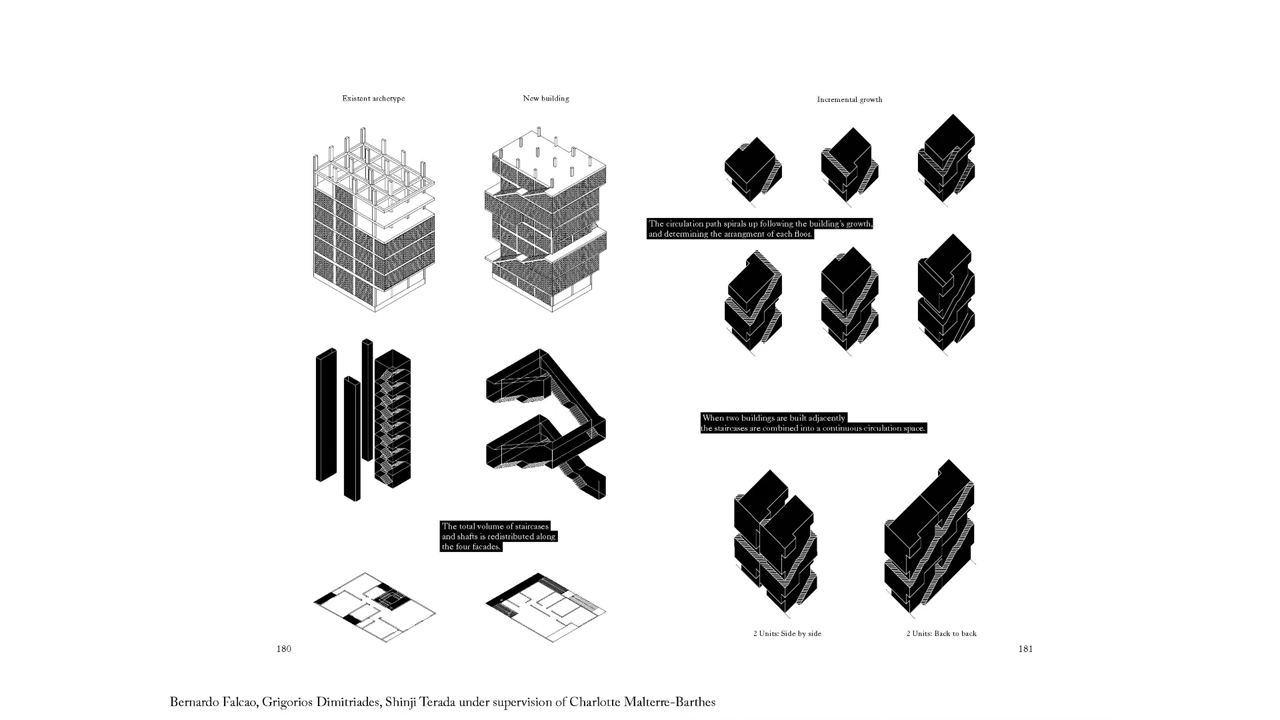 Existent archetype
New building
The total volume of staircases
and shafts is redistributed along
the four facades.
180
Incremental growth
The circulation path spirals up following the building's growth,
and determining the arrangment of each floor.
When two buildings are built adjacently
the staircases are combined into a continuous circulation space.
2 Units: Side by side
2 Units: Back to back
181
Bernardo Falcao, Grigorios Dimitriades, Shinji Terada under supervision of Charlotte Malterre-Barthes